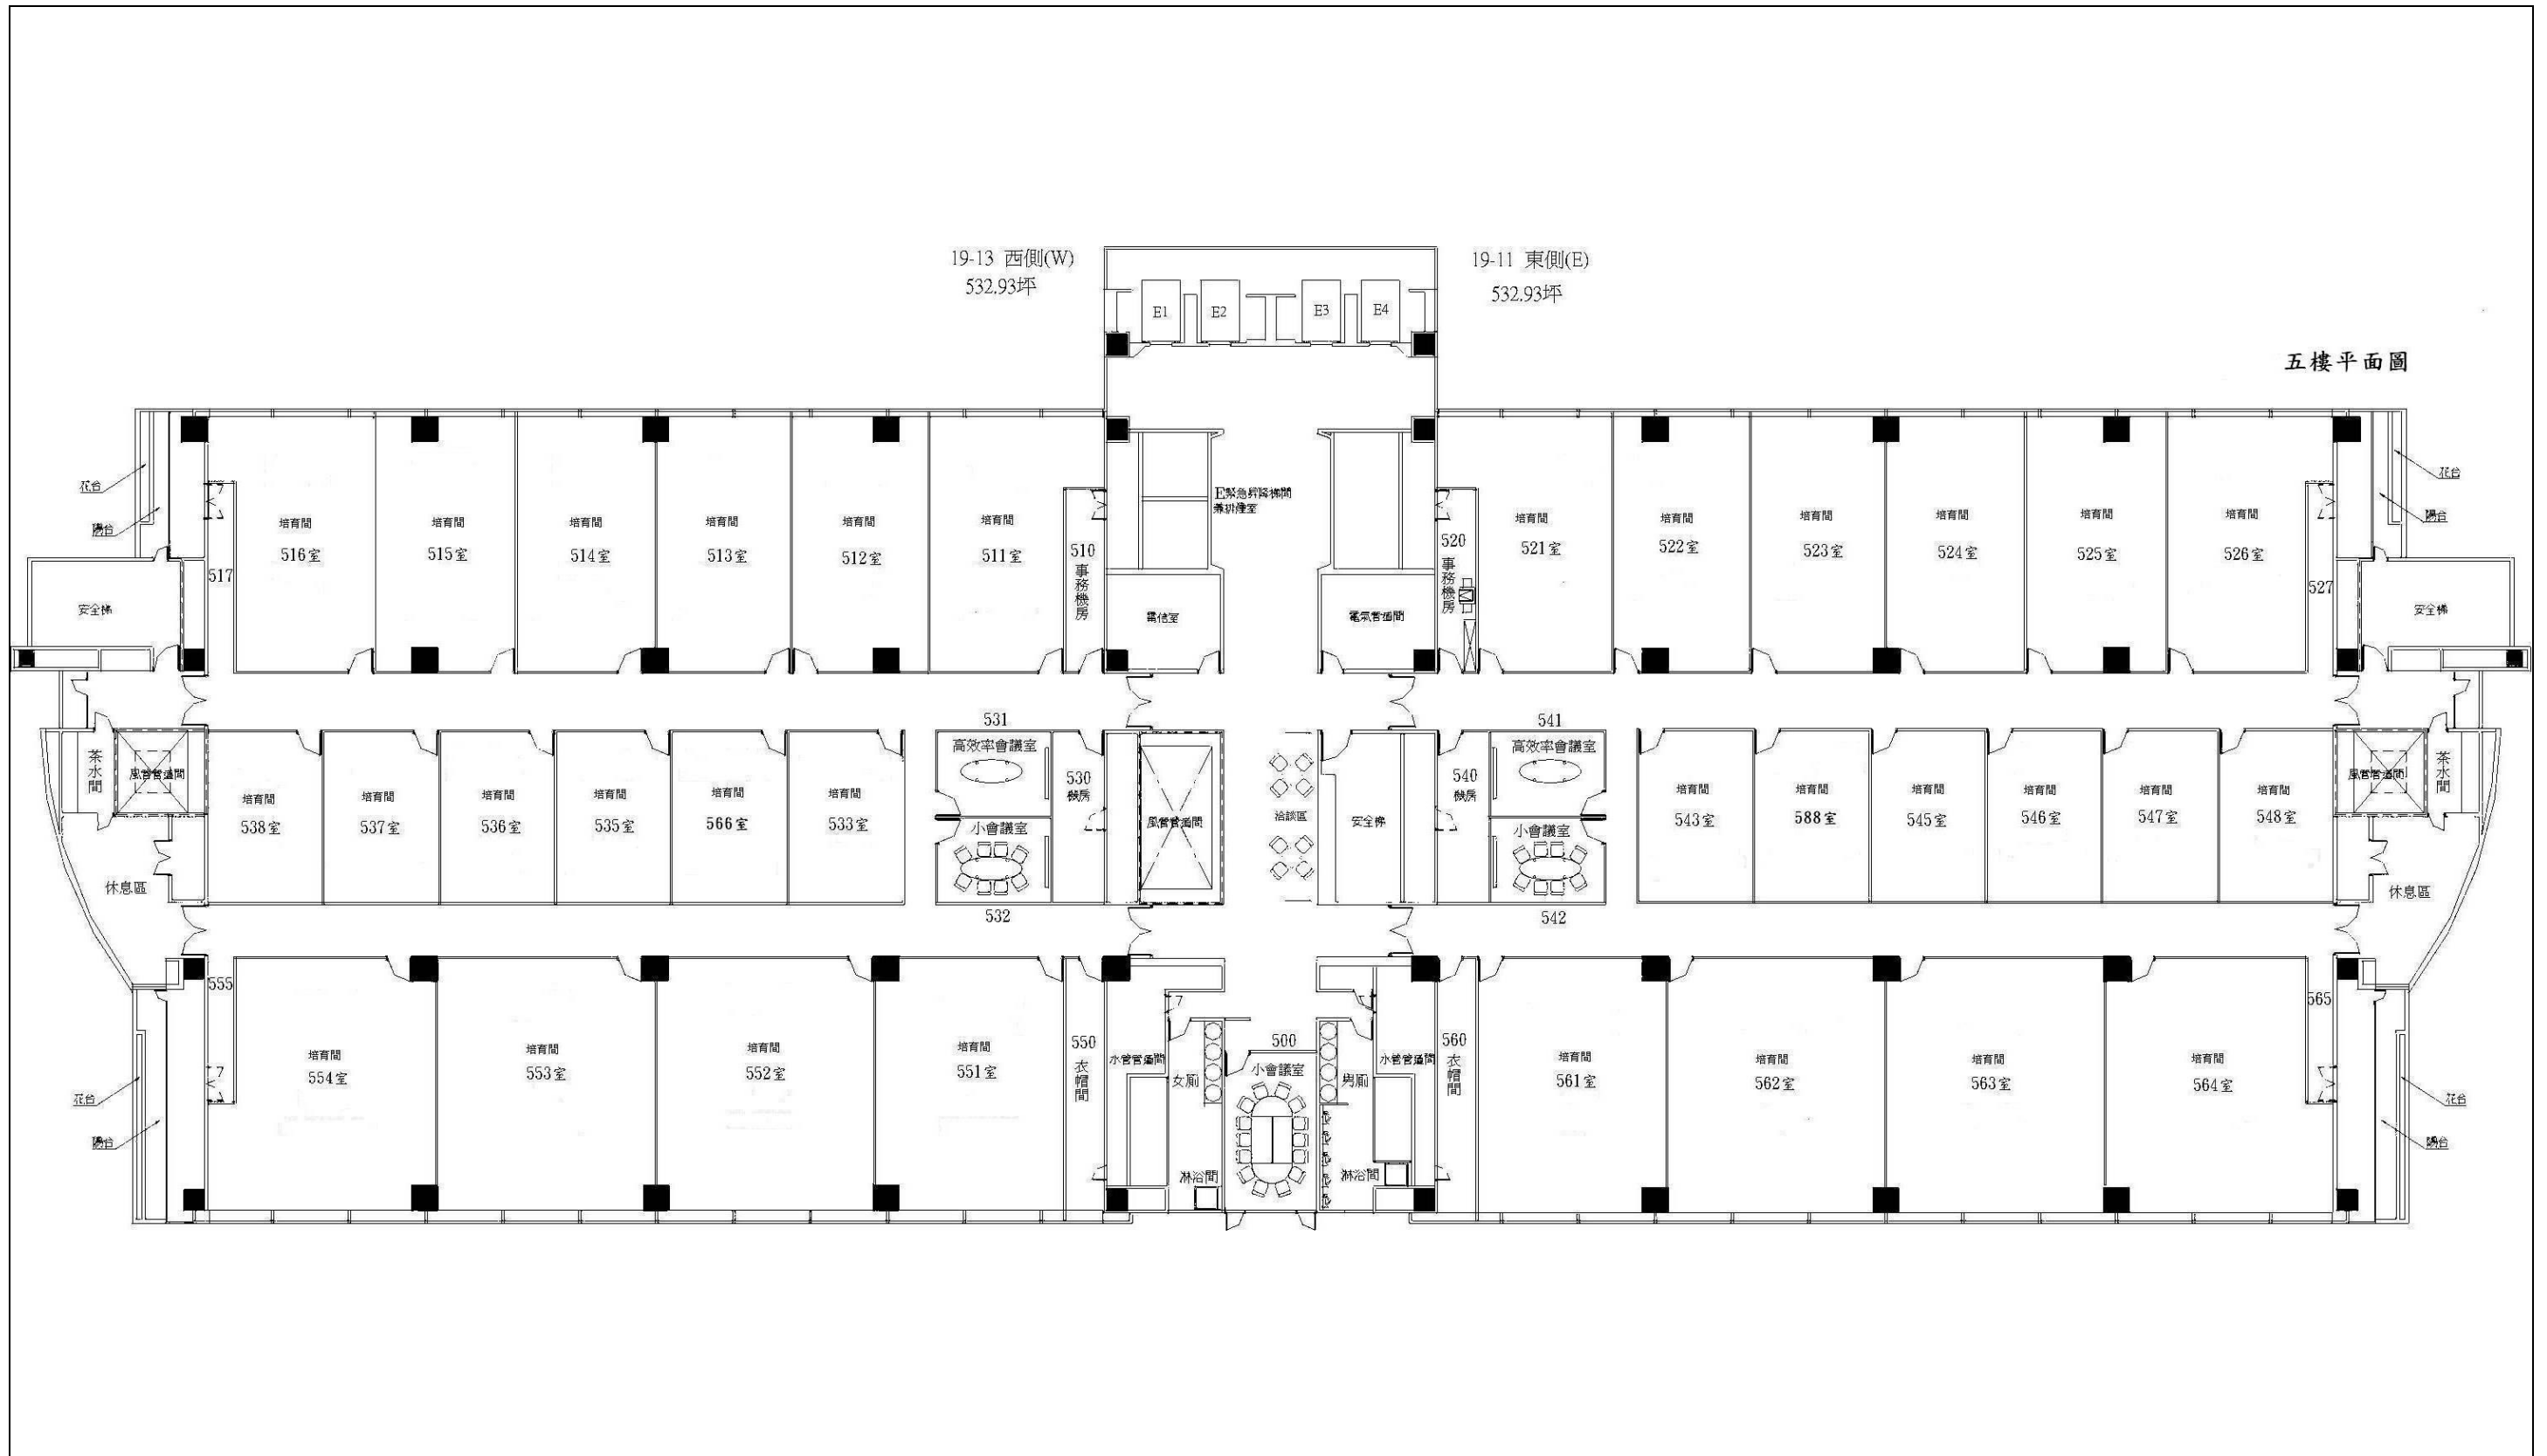 19-13 西側(W)
532.93坪
19-11 東側(E)
532.93坪
E1
E2
E3
E4
五樓平面圖
花台
陽台
安全梯
517
培育間
516室
培育間
515室
培育間
514室
培育間
513室
培育間
512室
培育間
511室
510
事務機房
E緊急昇降梯間
兼排煙室
電信室
電氣管道間
520
事務機房
培育間
521室
培育間
522室
培育間
523室
培育間
524室
培育間
525室
培育間
526室
527
花台
陽台
安全梯
茶水間
風管管道間
休息區
培育間
538室
培育間
537室
培育間
536室
培育間
535室
培育間
566室
培育間
533室
531
高效率會議室
小會議室
532
530
機房
風管管道間
洽談區
安全梯
540
機房
541
高效率會議室
小會議室
542
培育間
543室
培育間
588室
培育間
545室
培育間
546室
培育間
547室
培育間
548室
風管管道間
茶水間
休息區
花台
陽台
555
培育間
554室
培育間
553室
培育間
552室
培育間
551室
550
衣帽間
水管管道間
女廁
淋浴間
500
小會議室
男廁
淋浴間
水管管道間
560
衣帽間
培育間
561室
培育間
562室
培育間
563室
培育間
564室
565
花台
陽台